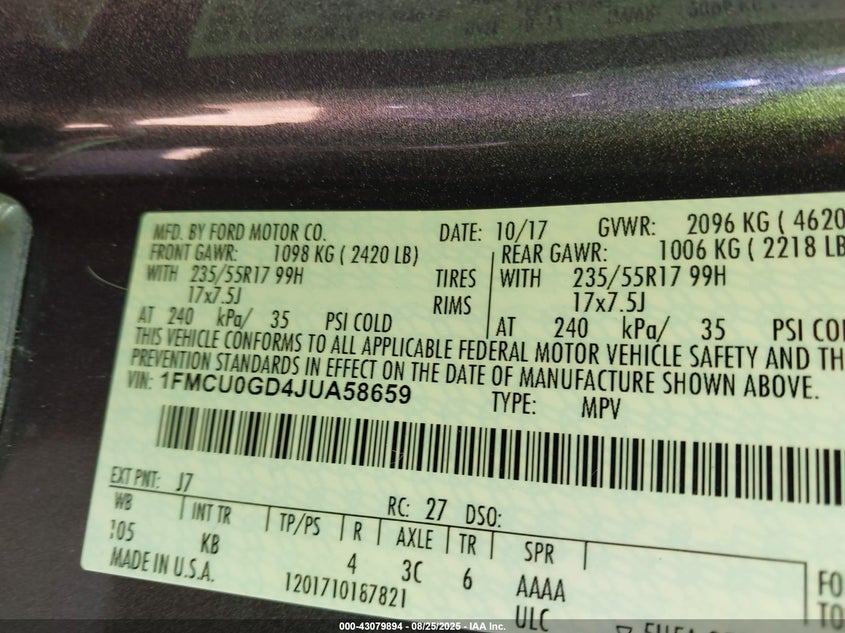 MFD. BY FORD MOTOR CO. DATE: 10/17 GVWR: 2096 KG ( 4620
FRONT GAWR: 1098 KG ( 2420 LB) REAR GAWR: 1006 KG ( 2218 LB
WITH 235/55R17 99H TIRES WITH 235/55R17 99H
17x7.5J RIMS 17x7.5J
AT 240 kPa/ 35 PSI COLD AT 240 kPa/ 35 PSI COL
THIS VEHICLE CONFORMS TO ALL APPLICABLE FEDERAL MOTOR VEHICLE SAFETY AND TH
PREVENTION STANDARDS IN EFFECT ON THE DATE OF MANUFACTURE SHOWN ABOVE.
VIN: 1FMCU0GD4JUA58659 TYPE: MPV
EXT PNT: J7 RC: 27 DSO:
WB INT TR TP/PS R AXLE TR SPR
105 KB 4 3C 6 AAAA
MADE IN U.S.A. 1201710167821 ULC
FO
TO
000-43079894 - 08/25/2025 - IAA Inc.